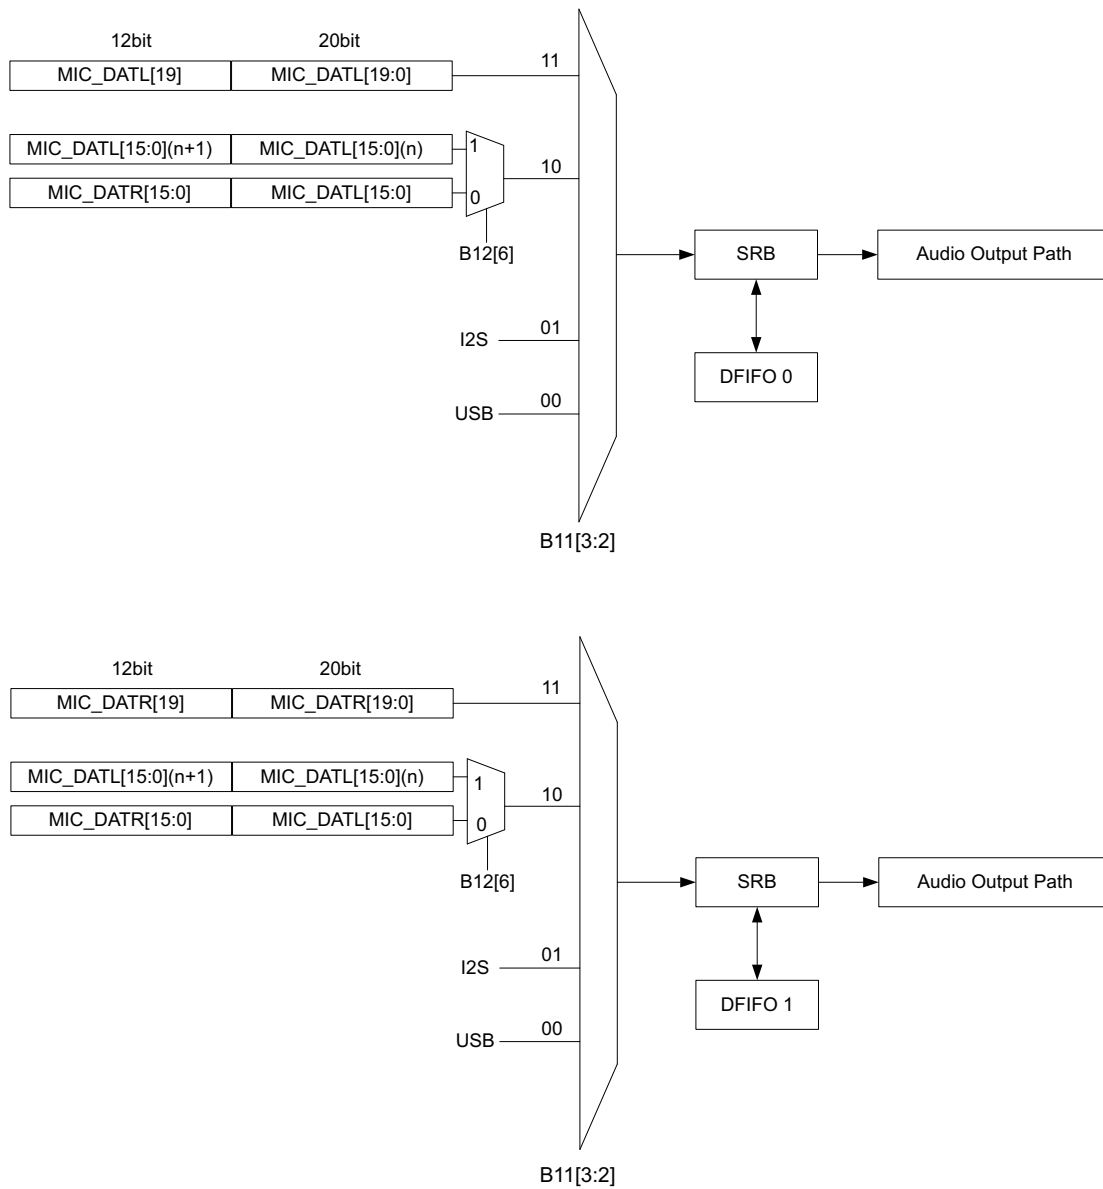 12bit 20bit
MIC_DATL[19] MIC_DATL[19:0] 11
MIC_DATL[15:0](n+1) MIC_DATL[15:0](n) 1
10
MIC_DATR[15:0] MIC_DATL[15:0] 0
B12[6] SRB Audio Output Path
I2S 01
DFIFO 0
USB 00
B11[3:2]
12bit 20bit
MIC_DATR[19] MIC_DATR[19:0] 11
MIC_DATL[15:0](n+1) MIC_DATL[15:0](n) 1
10
MIC_DATR[15:0] MIC_DATL[15:0] 0
B12[6] SRB Audio Output Path
I2S 01
DFIFO 1
USB 00
B11[3:2]